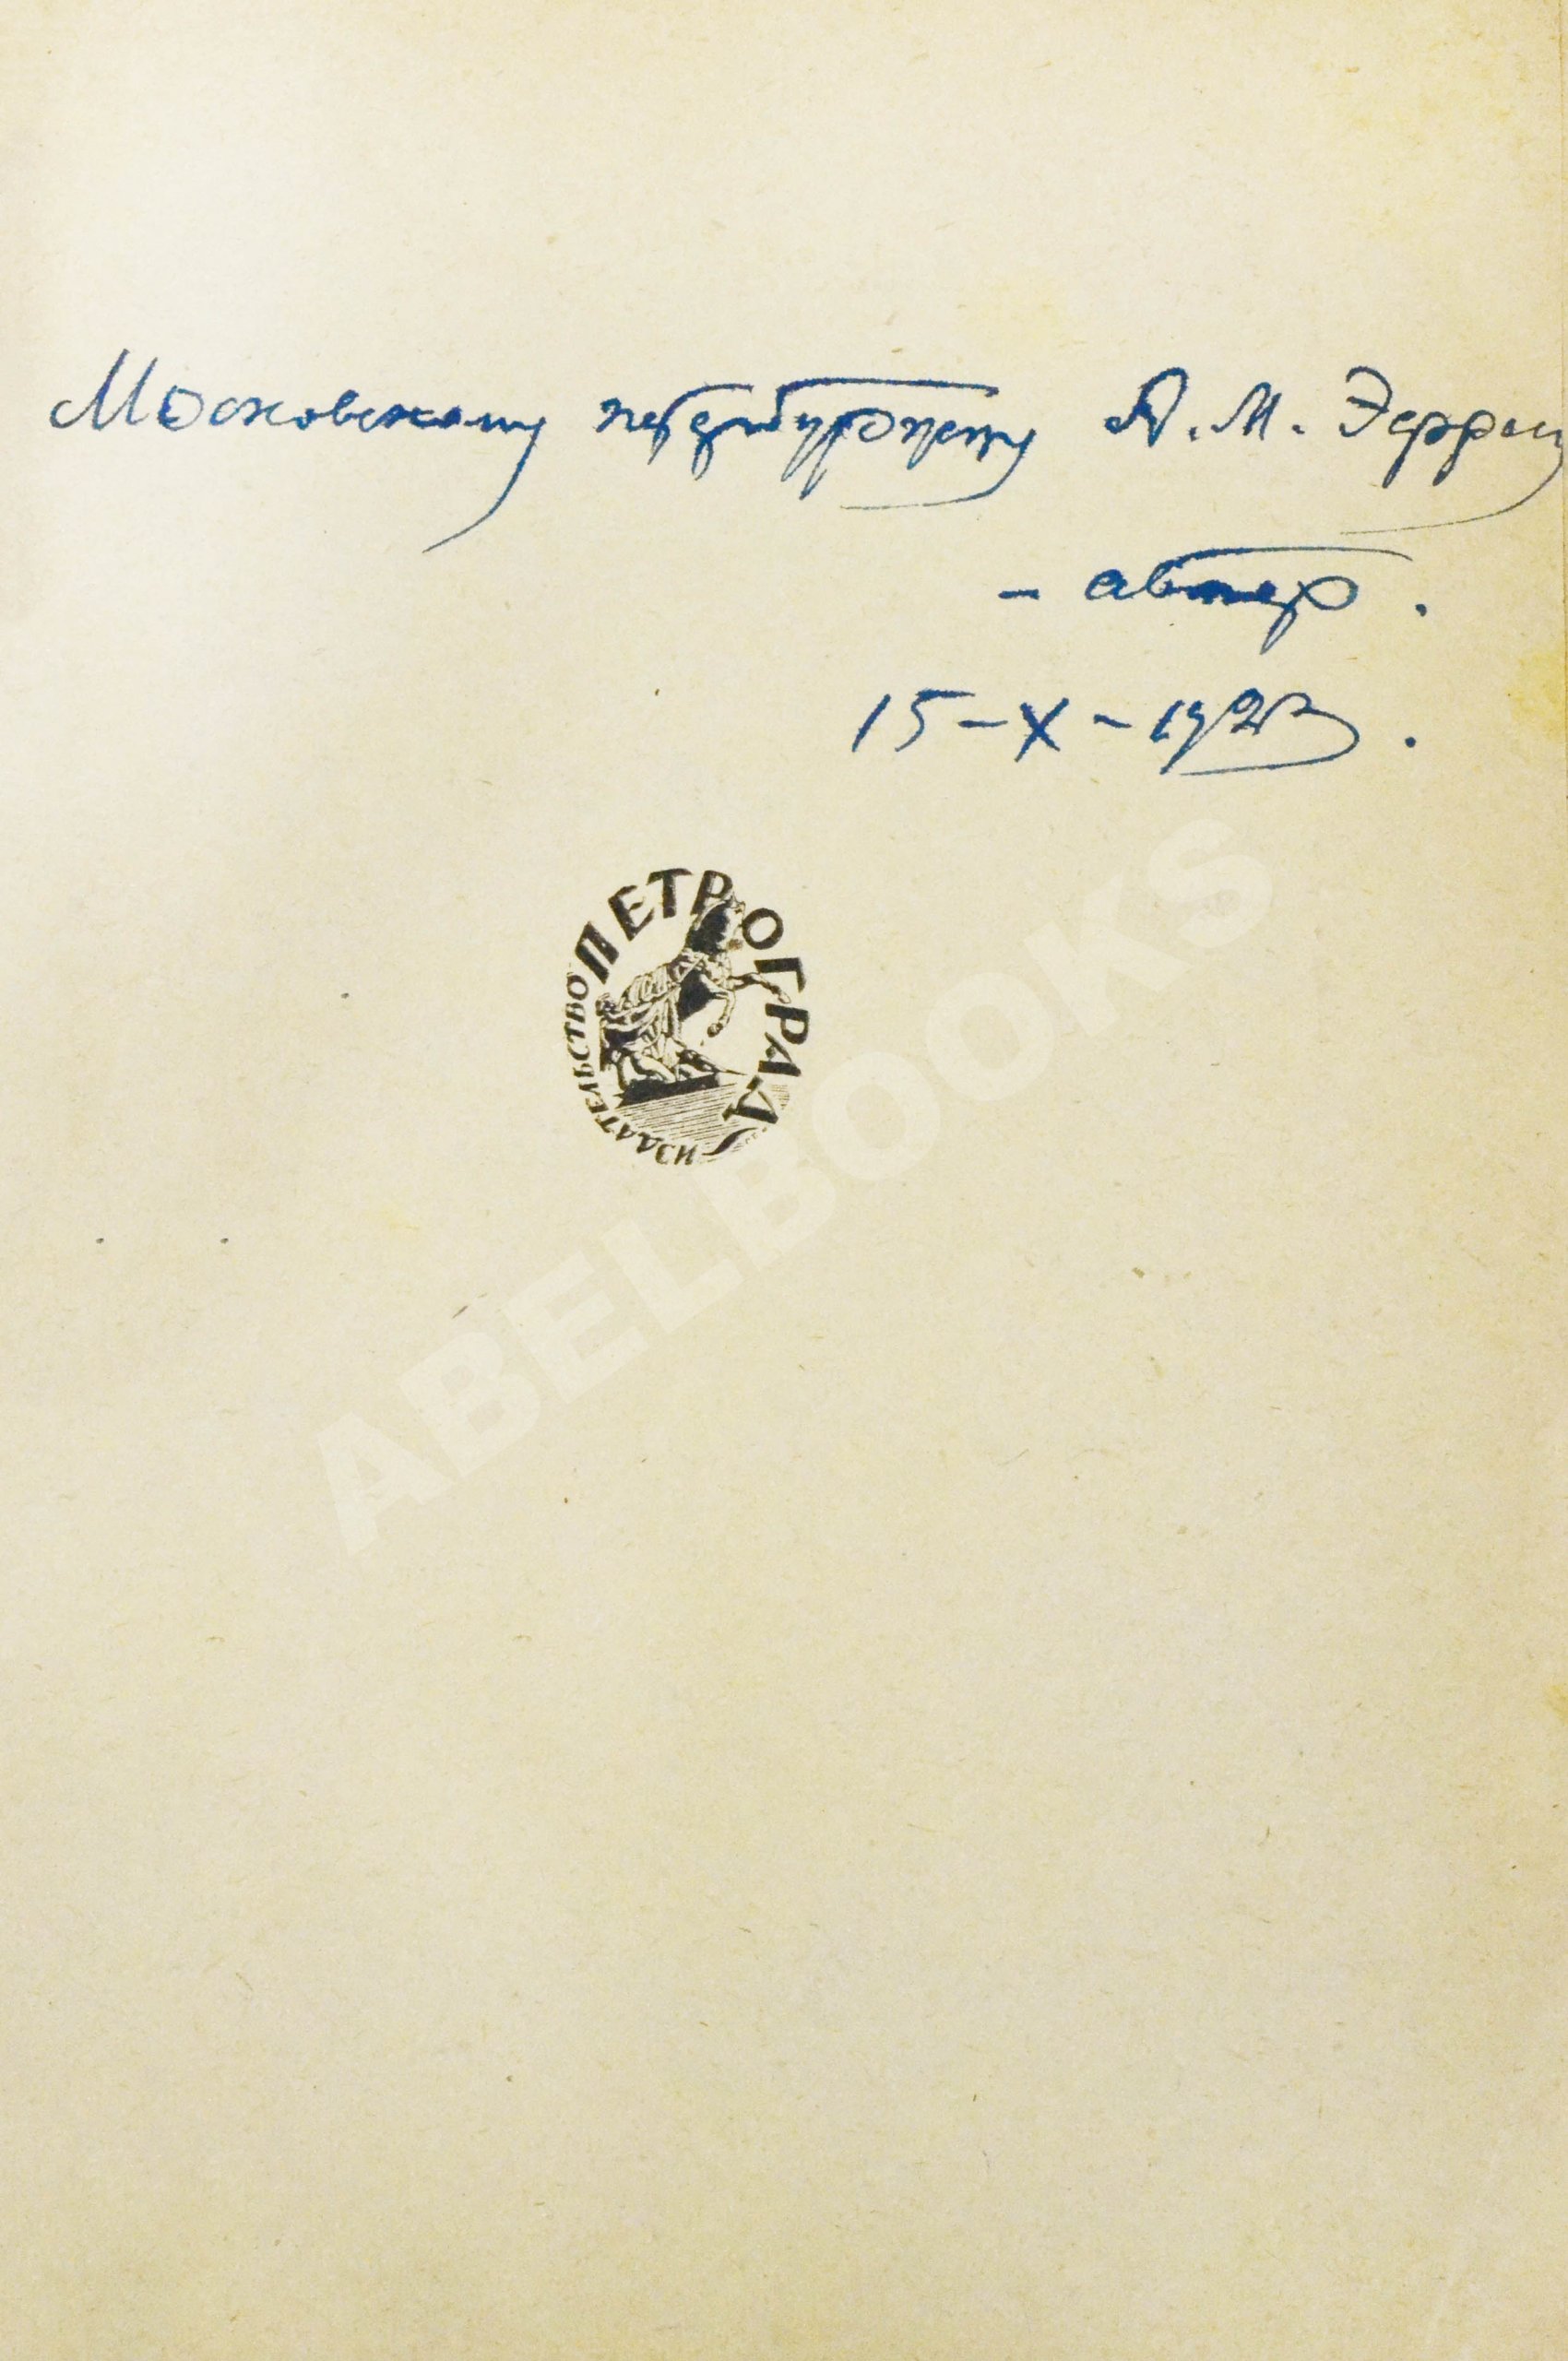 Московскому петербуржцу А. М. Эфросу
- автор.
15-X-1923.
ПЕТРОГРАД
ИЗДАТЕЛЬСТВО
ABELBOOKS